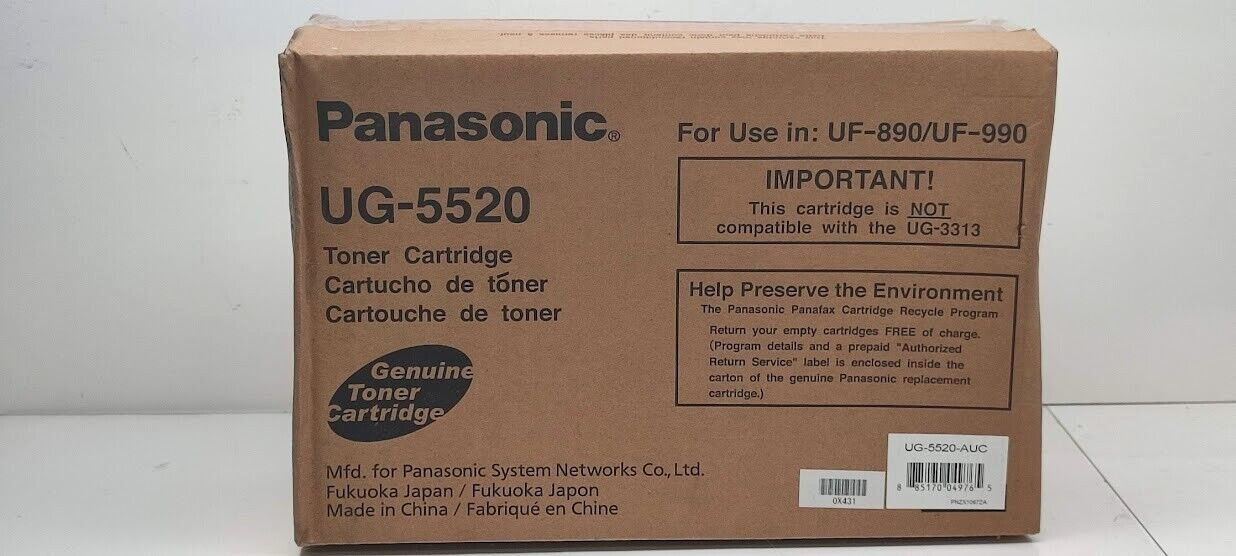 Panasonic®
UG-5520
Toner Cartridge
Cartucho de tóner
Cartouche de toner
Genuine
Toner
Cartridge
Mfd. for Panasonic System Networks Co., Ltd.
Fukuoka Japan / Fukuoka Japon
Made in China / Fabriqué en Chine
For Use in: UF-890/UF-990
IMPORTANT!
This cartridge is NOT
compatible with the UG-3313
Help Preserve the Environment
The Panasonic Panafax Cartridge Recycle Program
Return your empty cartridges FREE of charge.
(Program details and a prepaid "Authorized
Return Service" label is enclosed inside the
carton of the genuine Panasonic replacement
cartridge.)
0X431
UG-5520-AUC
8 85170 04976 5
PNZX1067ZA